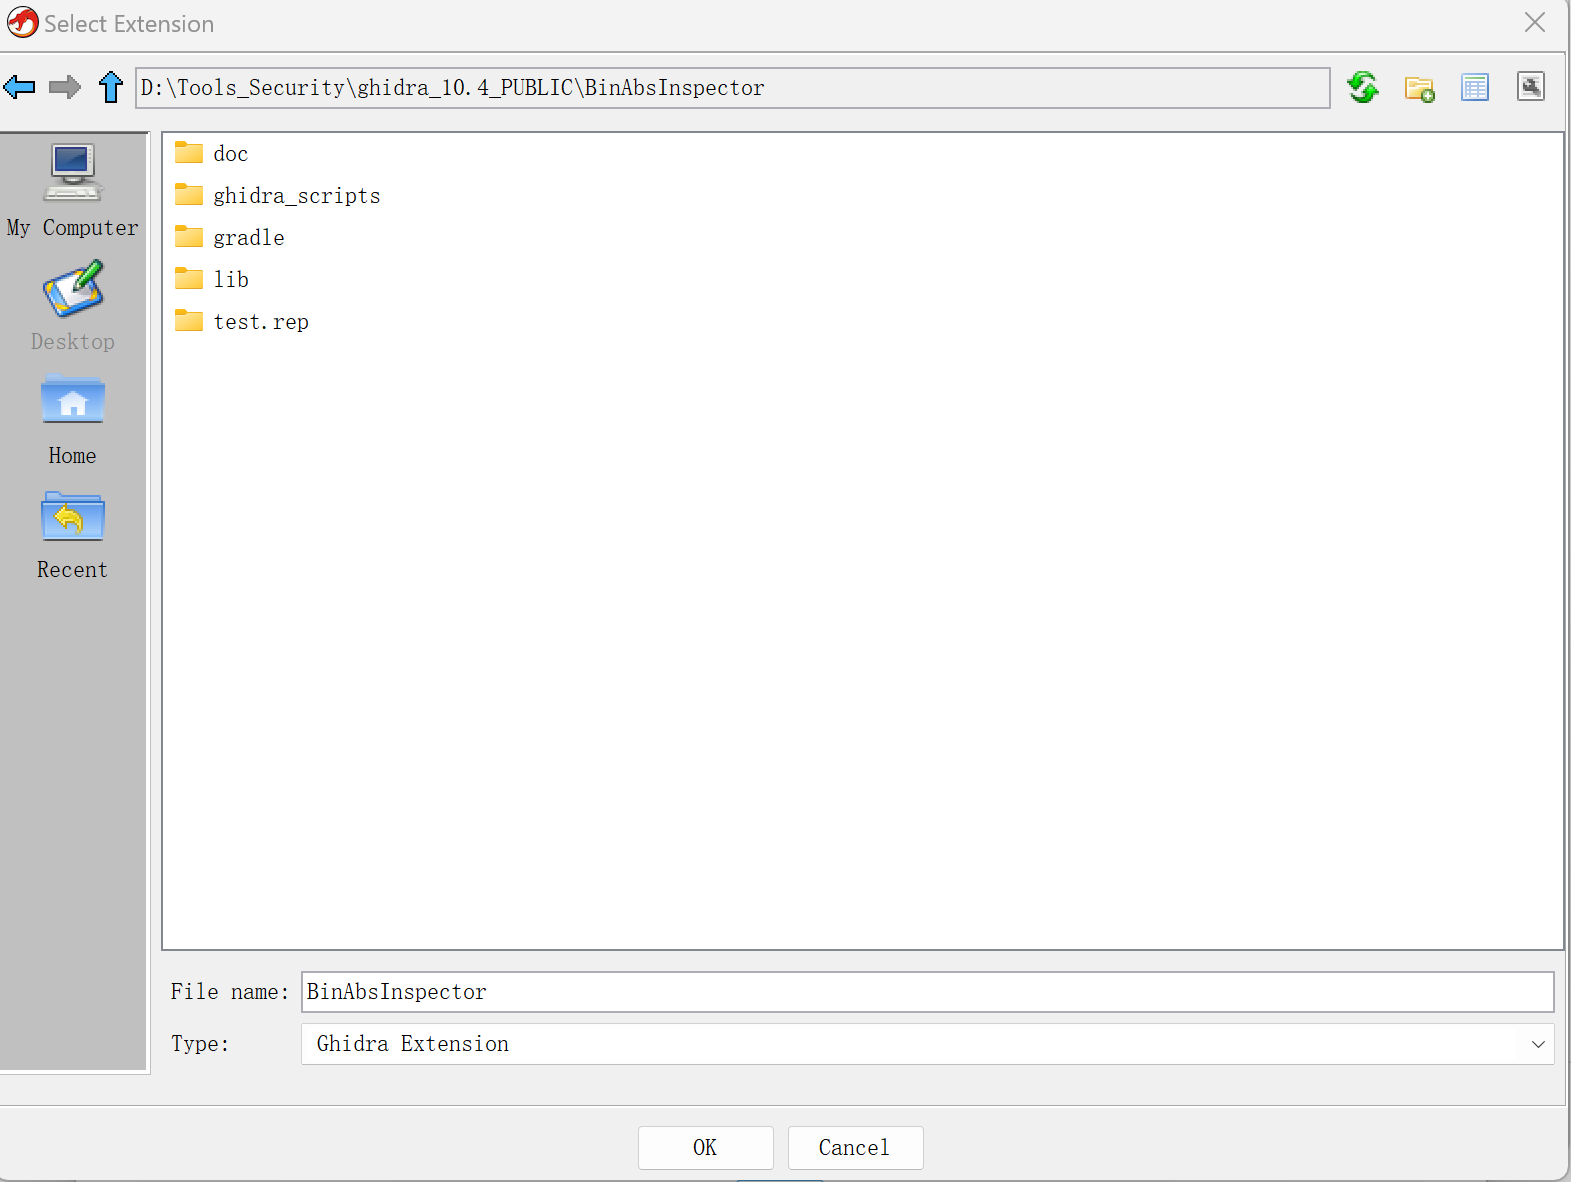 Select Extension
D:\Tools_Security\ghidra_10.4_PUBLIC\BinAbsInspector
My Computer
Desktop
Home
Recent
doc
ghidra_scripts
gradle
lib
test.rep
File name: BinAbsInspector
Type: Ghidra Extension
OK Cancel